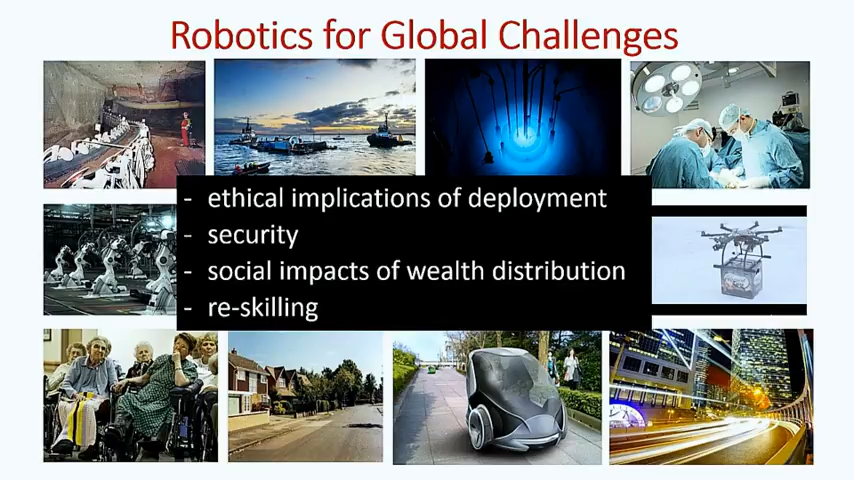 Robotics for Global Challenges
- ethical implications of deployment
- security
- social impacts of wealth distribution
- re-skilling